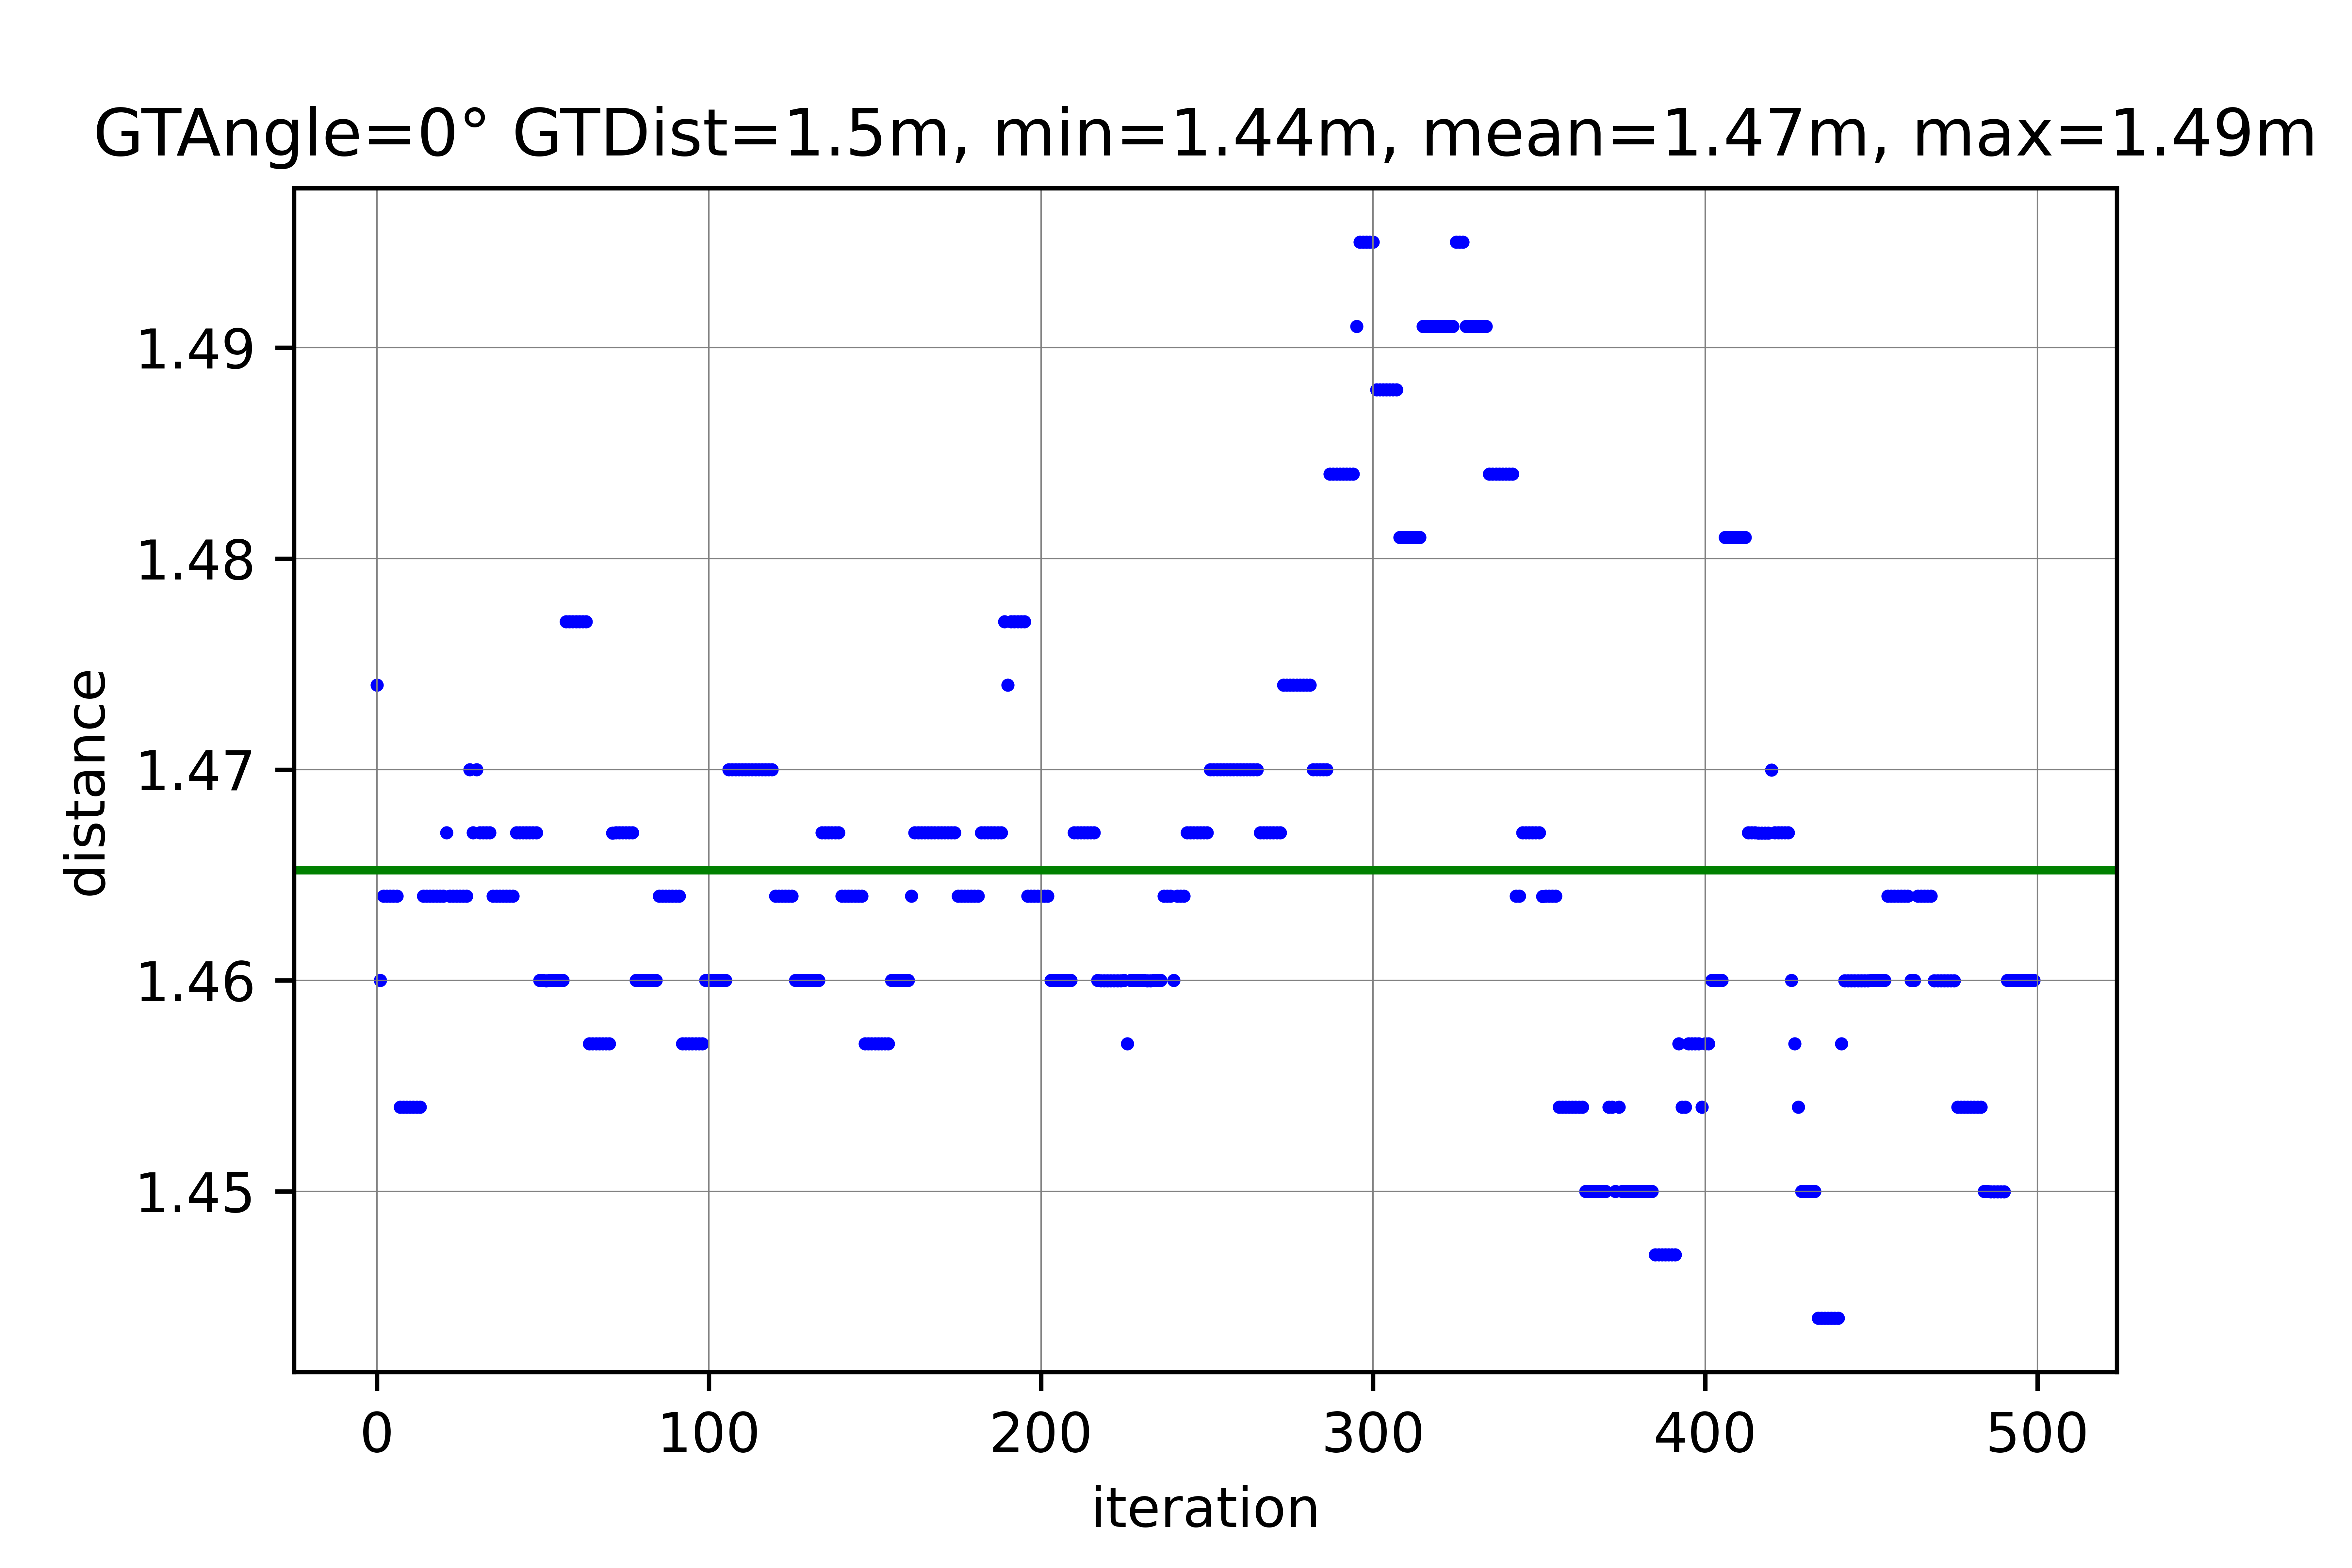 GTAngle=0° GTDist=1.5m, min=1.44m, mean=1.47m, max=1.49m
1.49
1.48
1.47
1.46
1.45
distance
0 100 200 300 400 500
iteration